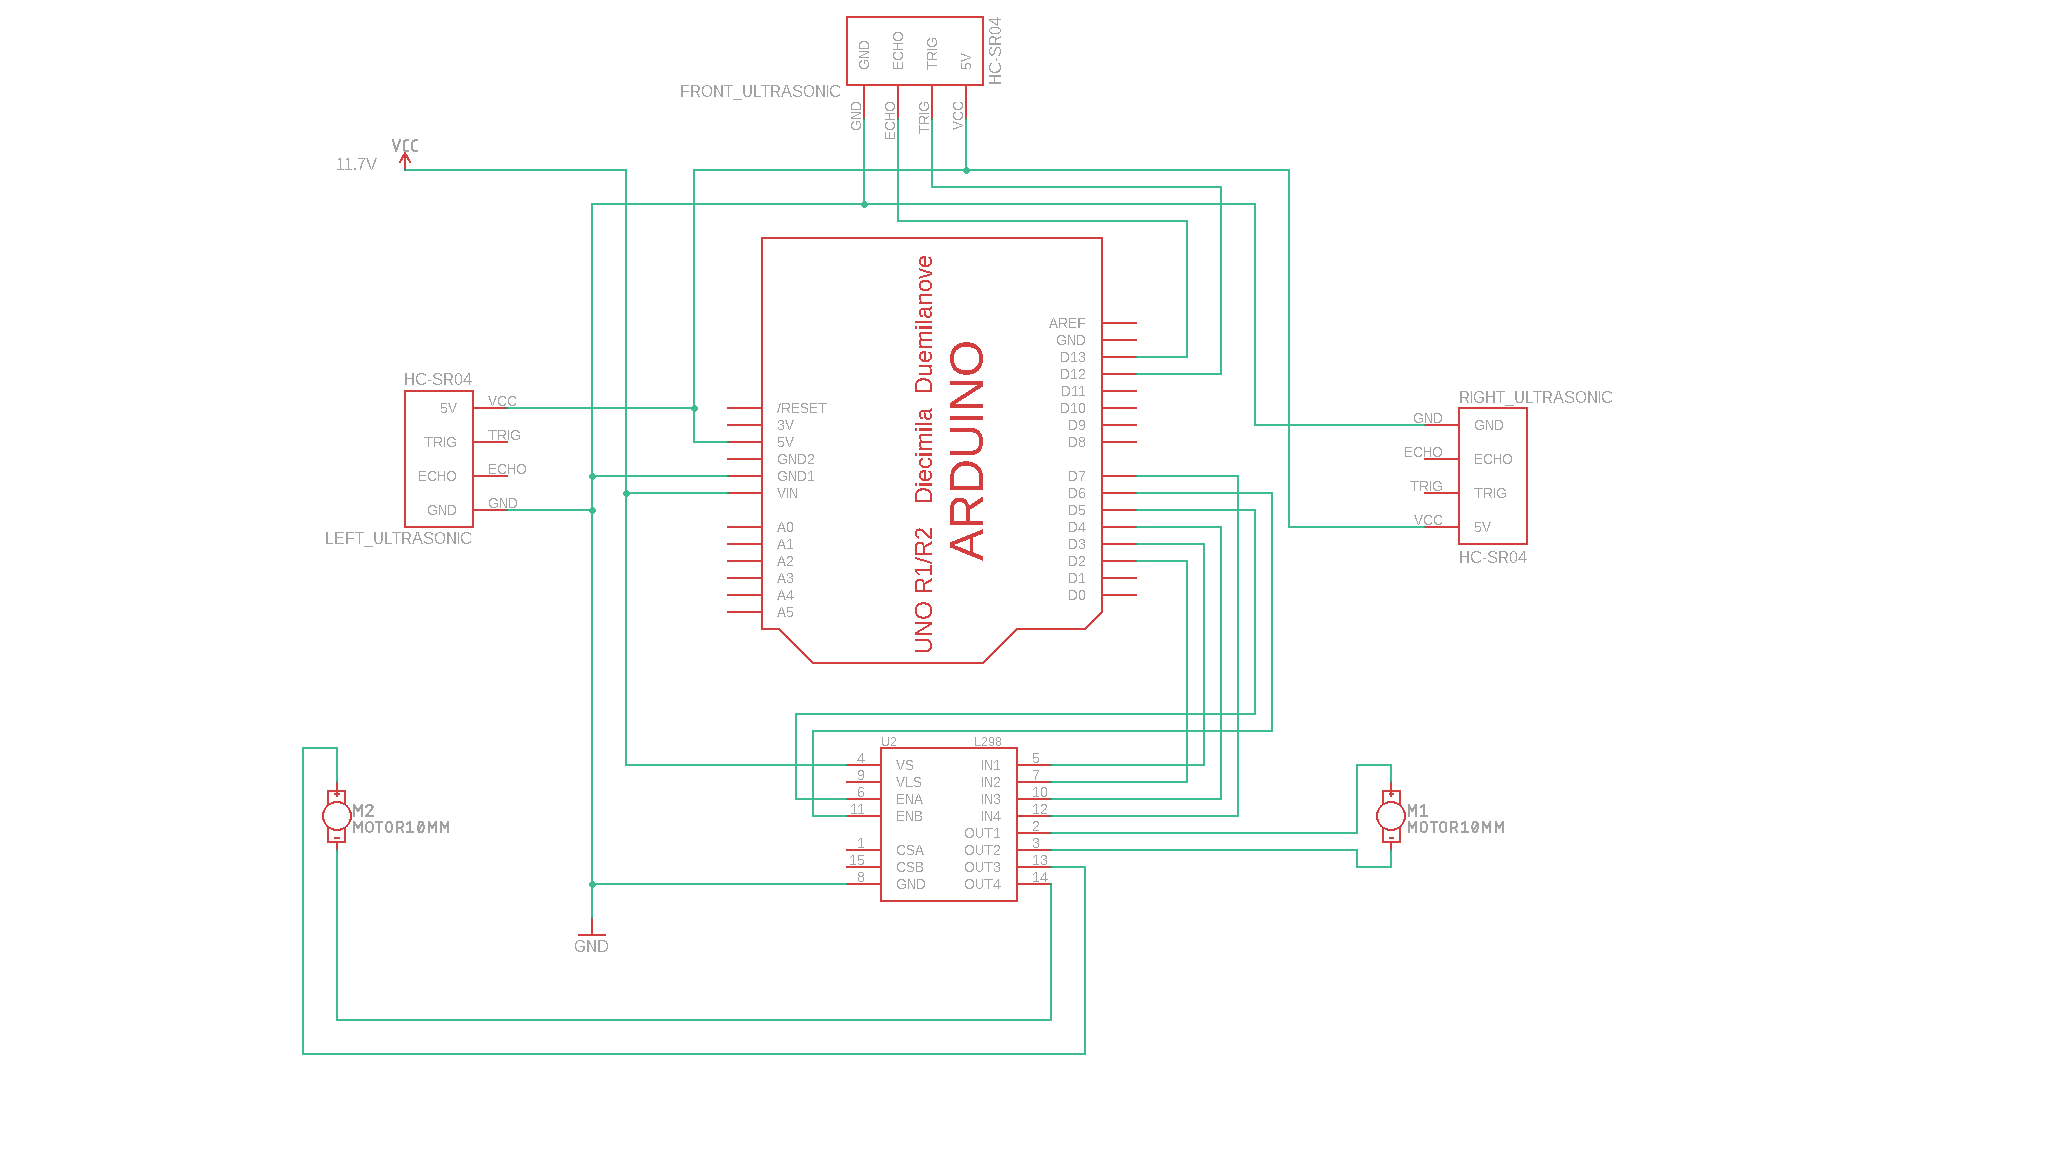 GND
ECHO
TRIG
5V
HC-SR04
FRONT_ULTRASONIC
GND
ECHO
TRIG
VCC
VCC
11.7V
UNO R1/R2 Diecimila Duemilanove
ARDUINO
/RESET
3V
5V
GND2
GND1
VIN
A0
A1
A2
A3
A4
A5
AREF
GND
D13
D12
D11
D10
D9
D8
D7
D6
D5
D4
D3
D2
D1
D0
HC-SR04
5V VCC
TRIG TRIG
ECHO ECHO
GND GND
LEFT_ULTRASONIC
RIGHT_ULTRASONIC
GND GND
ECHO ECHO
TRIG TRIG
VCC 5V
HC-SR04
U2 L298
4 VS IN1 5
9 VLS IN2 7
6 ENA IN3 10
11 ENB IN4 12
OUT1 2
1 CSA OUT2 3
15 CSB OUT3 13
8 GND OUT4 14
+
M2
MOTOR10MM
-
+
M1
MOTOR10MM
-
GND